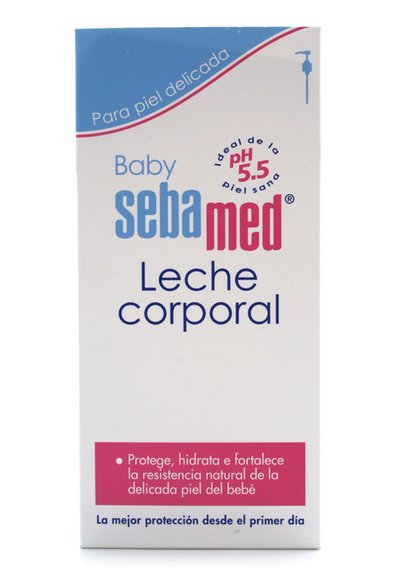 Para piel delicada
Baby
Ideal de la
pH
5.5
piel sana
sebamed®
Leche
corporal
• Protege, hidrata e fortalece
la resistencia natural de la
delicada piel del bebé
La mejor protección desde el primer día